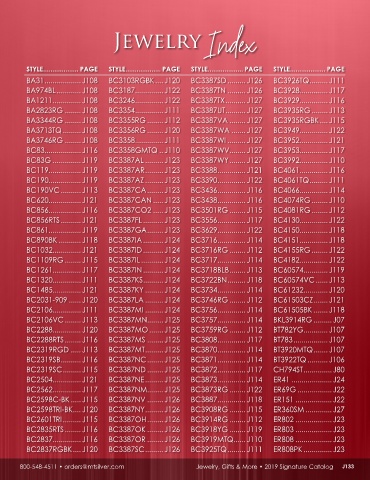 JEWELRY Index
STYLE.................. PAGE
BA31 ....................J108
BA974BL ...............J108
BA1211 .................J108
BA2823RG ............J108
BA3344RG ............J108
BA3713TQ ............J108
BA3746RG ............J108
BC83 ....................J116
BC83G ..................J119
BC119 ...................J119
BC190 ...................J119
BC190VC ..............J113
BC620 ...................J121
BC856 ...................J116
BC856RTS .............J121
BC861 ...................J119
BC890BK ...............J118
BC1032 .................J121
BC1109RG ............J115
BC1261 .................J117
BC1320 .................J111
BC1485 .................J121
BC2031-909 ..........J120
BC2106 .................J111
BC2106VC ............J113
BC2288 .................J120
BC2288RTS ...........J116
BC2319RGD .........J113
BC2319SB .............J116
BC2319SC .............J115
BC2504 .................J121
BC2562 .................J117
BC2598C-BK ........J115
BC2598TRI-BK .....J120
BC2601TRI ...........J115
BC2835RTS ...........J116
BC2837 .................J116
BC2837RGBK .......J120
STYLE.................. PAGE
BC3103RGBK .......J120
BC3187 .................J122
BC3246 .................J122
BC3354 .................J111
BC3355RG ............J112
BC3356RG ............J120
BC3358 .................J111
BC3358GMTQ .....J110
BC3387AL .............J123
BC3387AR .............J123
BC3387AZ .............J123
BC3387CA ............J123
BC3387CAN .........J123
BC3387CO2 .........J123
BC3387FL .............J123
BC3387GA ............J123
BC3387IA ..............J124
BC3387ID ..............J124
BC3387IL ...............J124
BC3387IN ..............J124
BC3387KS .............J124
BC3387KY .............J124
BC3387LA .............J124
BC3387MI .............J124
BC3387MN ...........J125
BC3387MO ...........J125
BC3387MS ............J125
BC3387MT ............J125
BC3387NC ............J125
BC3387ND ............J125
BC3387NE .............J125
BC3387NM ...........J125
BC3387NV ............J126
BC3387NY ............J126
BC3387OH ............J126
BC3387OK ............J126
BC3387OR ............J126
BC3387SC .............J126
STYLE.................. PAGE
BC3387SD .............J126
BC3387TN .............J126
BC3387TX .............J127
BC3387UT .............J127
BC3387VA .............J127
BC3387WA ...........J127
BC3387WI .............J127
BC3387WV ...........J127
BC3387WY ...........J127
BC3388 .................J121
BC3390 .................J122
BC3436 .................J116
BC3438 .................J116
BC3501RG ............J115
BC3556 .................J117
BC3629 .................J122
BC3716 .................J114
BC3716RG ............J112
BC3717 .................J114
BC3718BLB ...........J113
BC3722BN ............J118
BC3734 .................J114
BC3746RG ............J112
BC3756 .................J114
BC3757 .................J114
BC3759RG ............J112
BC3808 .................J117
BC3870 .................J114
BC3871 .................J114
BC3872 .................J117
BC3873 .................J114
BC3873RG ............J122
BC3887 .................J118
BC3908RG ............J115
BC3914RG ............J112
BC3918YG ............J119
BC3919MTQ ........J110
BC3925TQ ............J111
STYLE.................. PAGE
BC3926TQ ............J111
BC3928 .................J117
BC3929 .................J116
BC3935RG ............J113
BC3935RGBK .......J115
BC3949 .................J122
BC3952 .................J121
BC3953 .................J117
BC3992 .................J110
BC4061 .................J116
BC4061TQ ............J111
BC4066 .................J114
BC4074RG ............J110
BC4081RG ............J112
BC4130 .................J122
BC4150 .................J118
BC4151 .................J118
BC4155RG ............J122
BC4182 .................J122
BC60574 ...............J119
BC60574VC ..........J113
BC61232 ...............J120
BC61503CZ ..........J121
BC61505BK ..........J118
BKL3914RG ..........J107
BT782YG ..............J107
BT783 ...................J107
BT3920MTQ .........J107
BT3922TQ ............J106
CH794ST ..............J80
ER41 .....................J24
ER69G ..................J22
ER151 ...................J22
ER360SM ..............J27
ER802 ...................J23
ER803 ...................J23
ER808 ...................J23
ER808PK ...............J23
800-548-4511 • orders@mtsilver.com
Jewelry, Gifts & More • 2019 Signature Catalog J133